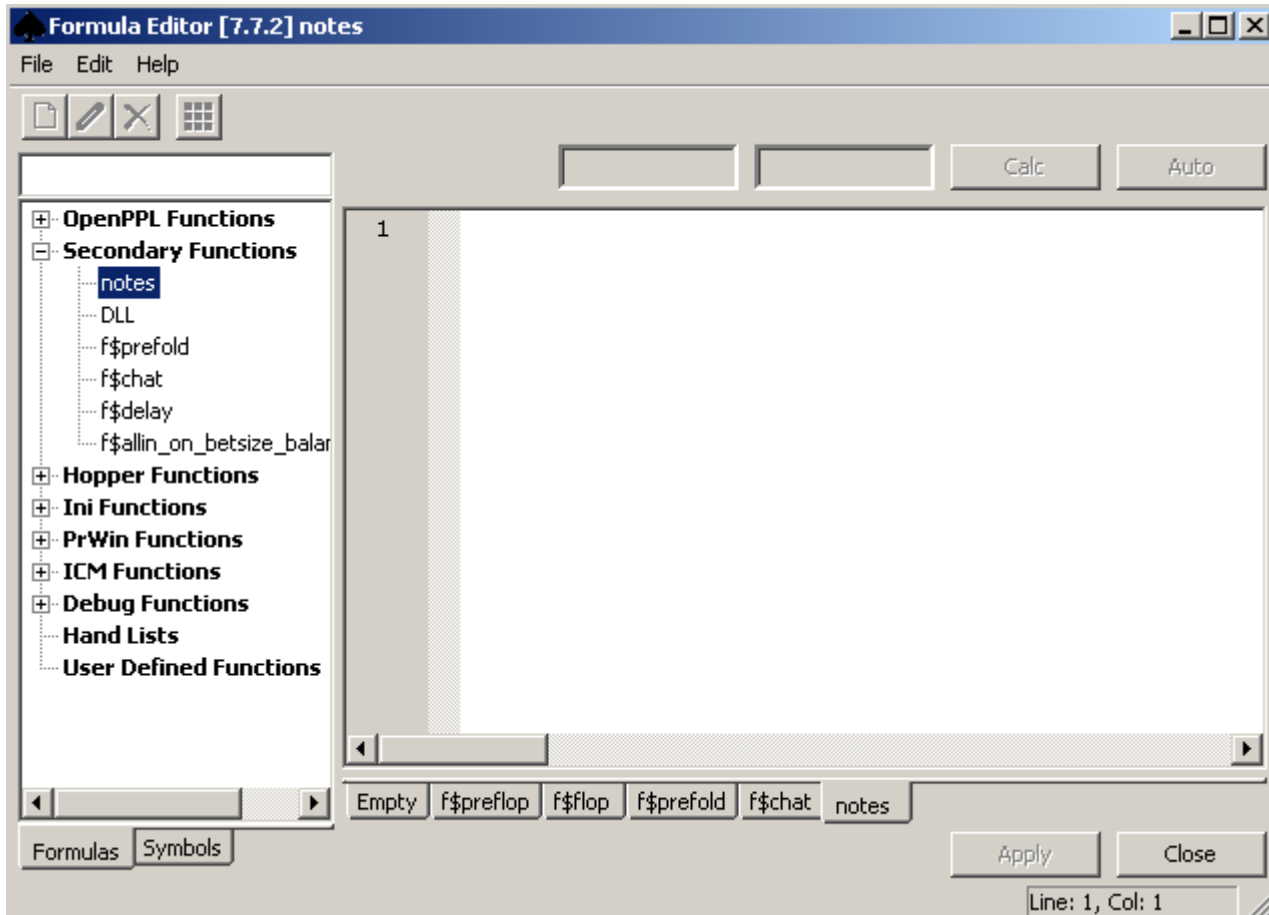 Formula Editor [7.7.2] notes
File Edit Help
Calc Auto
OpenPPL Functions
Secondary Functions
notes
DLL
f$prefold
f$chat
f$delay
f$allin_on_betsize_balar
Hopper Functions
Ini Functions
PrWin Functions
ICM Functions
Debug Functions
Hand Lists
User Defined Functions
1
Empty f$preflop f$flop f$prefold f$chat notes
Formulas Symbols
Apply Close
Line: 1, Col: 1